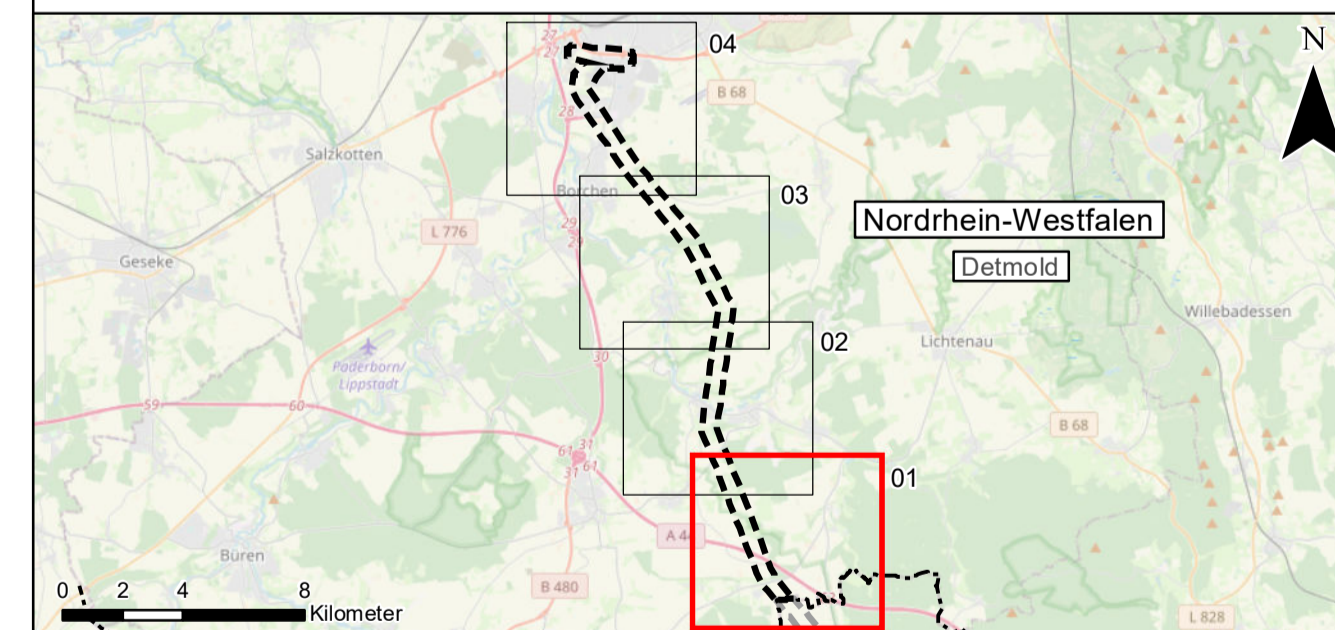 27
27
04
N
B 68
28
Salzkotten
Borchen
03
29
29
L 776
Nordrhein-Westfalen
Geseke
Detmold
Willebadessen
02
Lichtenau
30
Paderborn/
Lippstadt
59
60
B 68
61 31
31 61
01
A 44
Büren
B 480
0 2 4 8
Kilometer
L 828